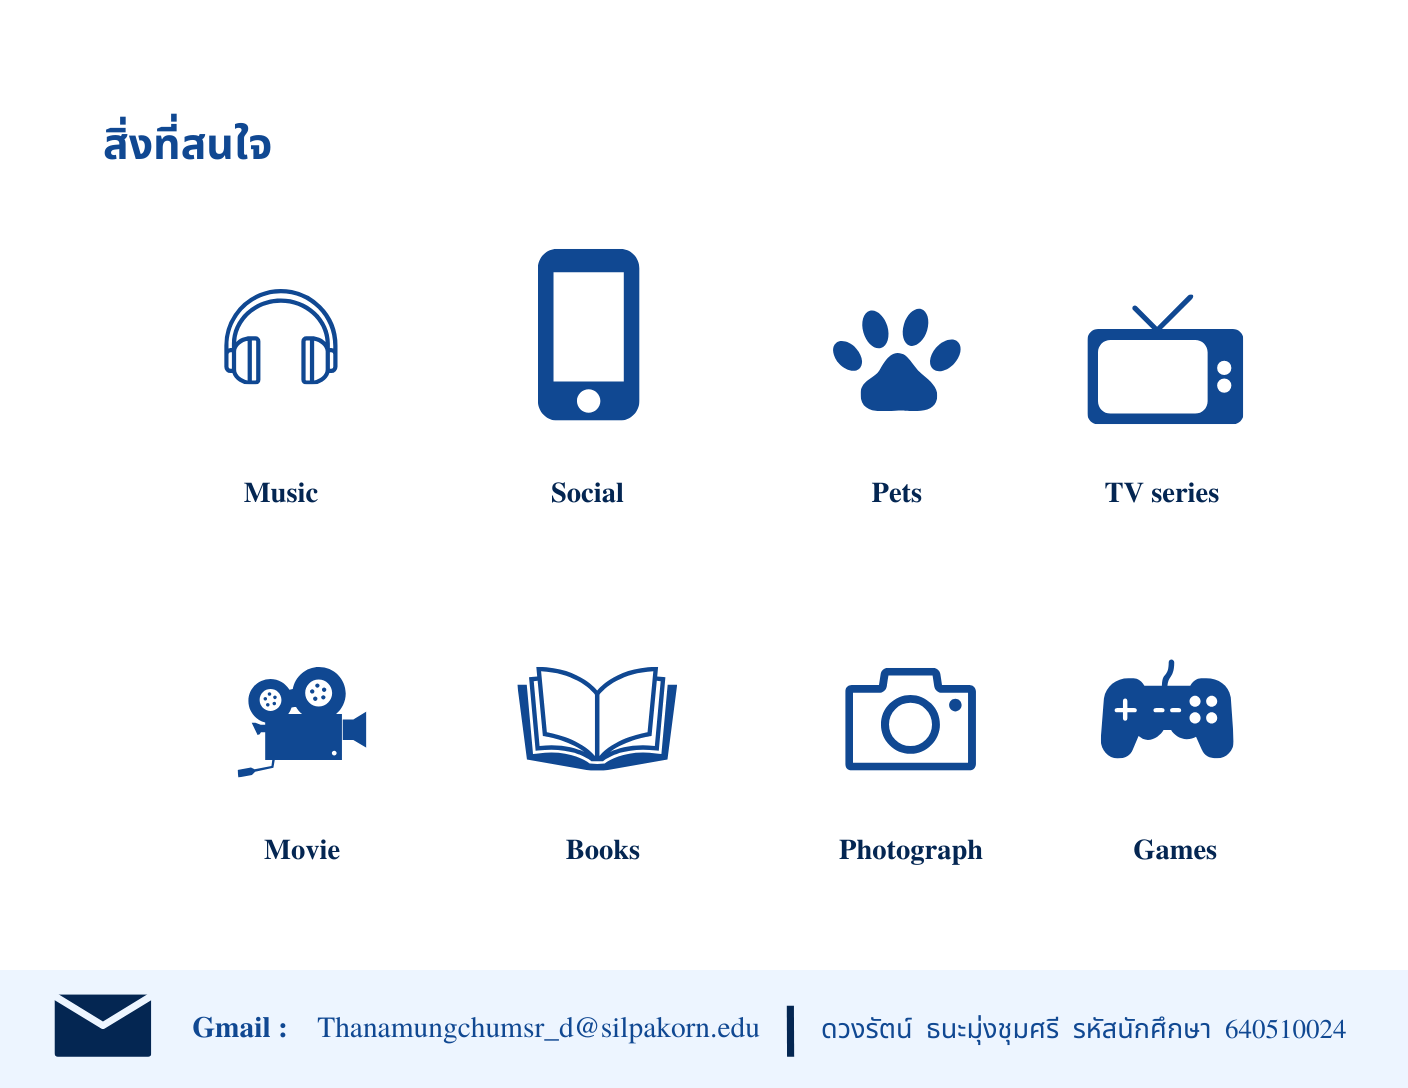 สิ่งที่สนใจ
Music Social Pets TV series
Movie Books Photograph Games
Gmail : Thanamungchumsr_d@silpakorn.edu ดวงรัตน์ ธนะมุ่งชุมศรี รหัสนักศึกษา 640510024